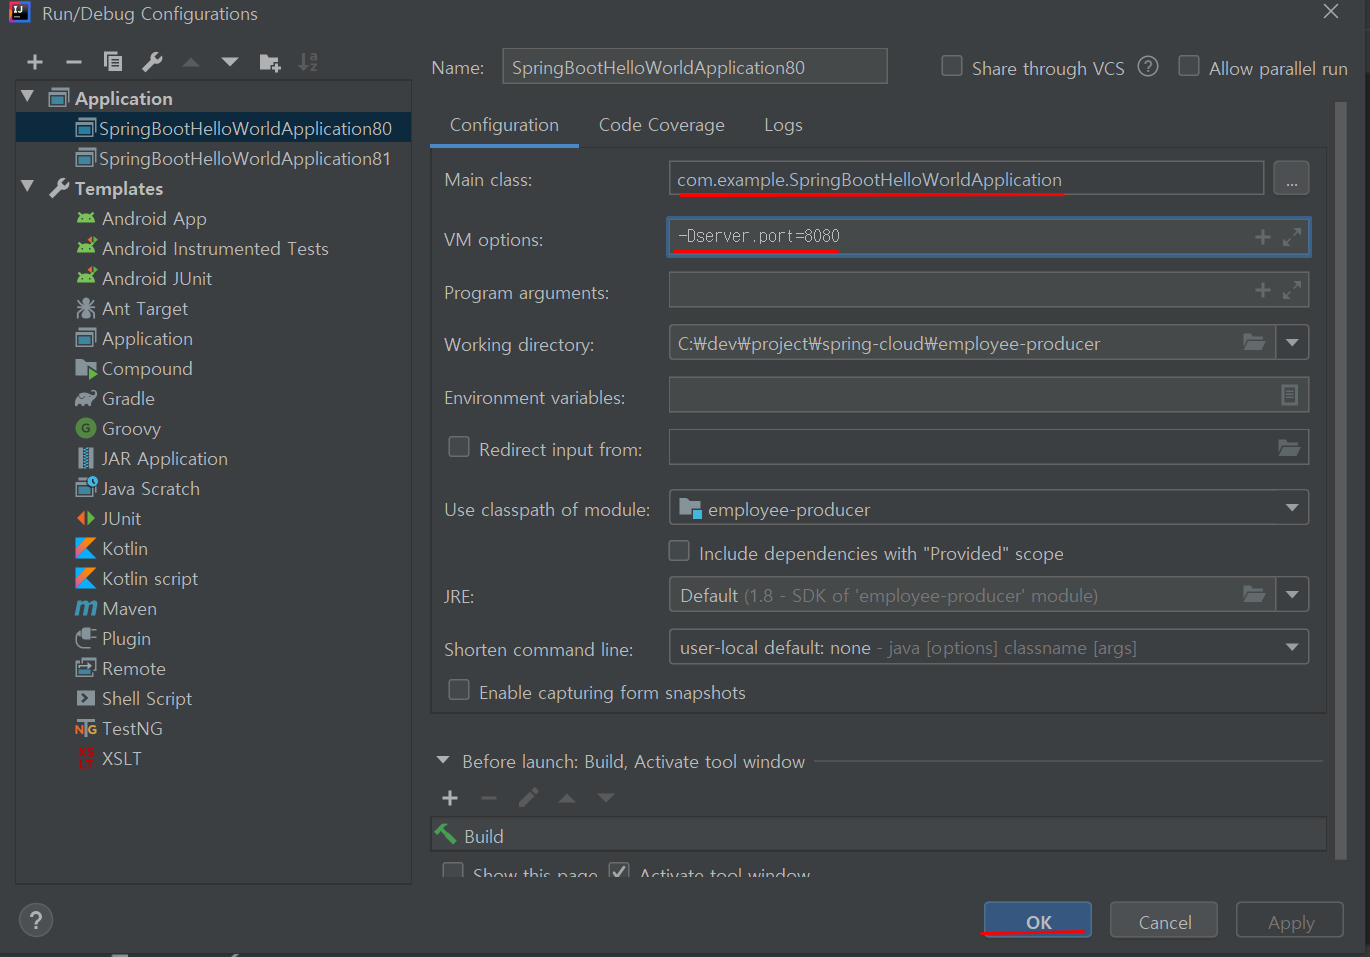 Run/Debug Configurations
Name: SpringBootHelloWorldApplication80 Share through VCS ? Allow parallel run
Application
SpringBootHelloWorldApplication80
SpringBootHelloWorldApplication81
Templates
Android App
Android Instrumented Tests
Android JUnit
Ant Target
Application
Compound
Gradle
Groovy
JAR Application
Java Scratch
JUnit
Kotlin
Kotlin script
Maven
Plugin
Remote
Shell Script
TestNG
XSLT
Configuration Code Coverage Logs
Main class: com.example.SpringBootHelloWorldApplication ...
VM options: -Dserver.port=8080
Program arguments:
Working directory: C:₩dev₩project₩spring-cloud₩employee-producer
Environment variables:
Redirect input from:
Use classpath of module: employee-producer
Include dependencies with "Provided" scope
JRE: Default (1.8 - SDK of 'employee-producer' module)
Shorten command line: user-local default: none - java [options] classname [args]
Enable capturing form snapshots
Before launch: Build, Activate tool window
Build
Show this page Activate tool window
? OK Cancel Apply